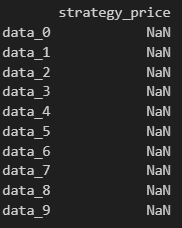 strategy_price
data_0 NaN
data_1 NaN
data_2 NaN
data_3 NaN
data_4 NaN
data_5 NaN
data_6 NaN
data_7 NaN
data_8 NaN
data_9 NaN